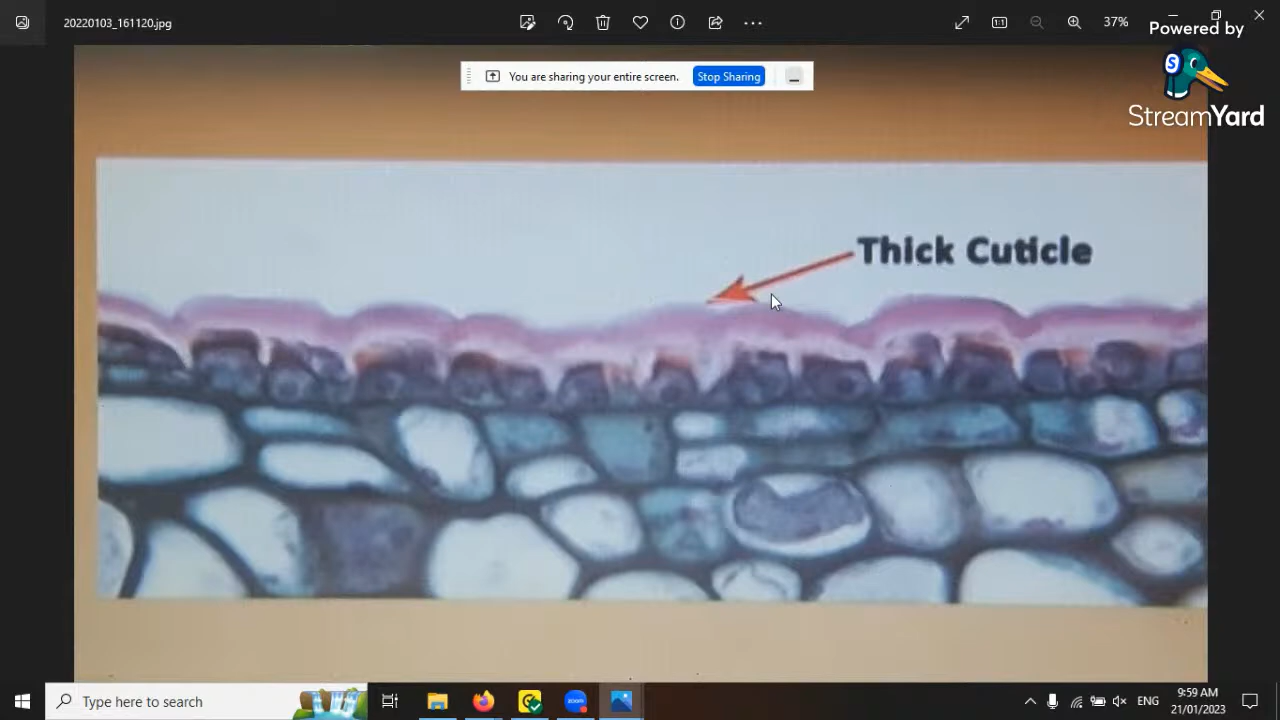 20220103_161120.jpg
37%
Powered by
StreamYard
You are sharing your entire screen.
Stop Sharing
Thick Cuticle
Type here to search
zoom
ENG
9:59 AM
21/01/2023